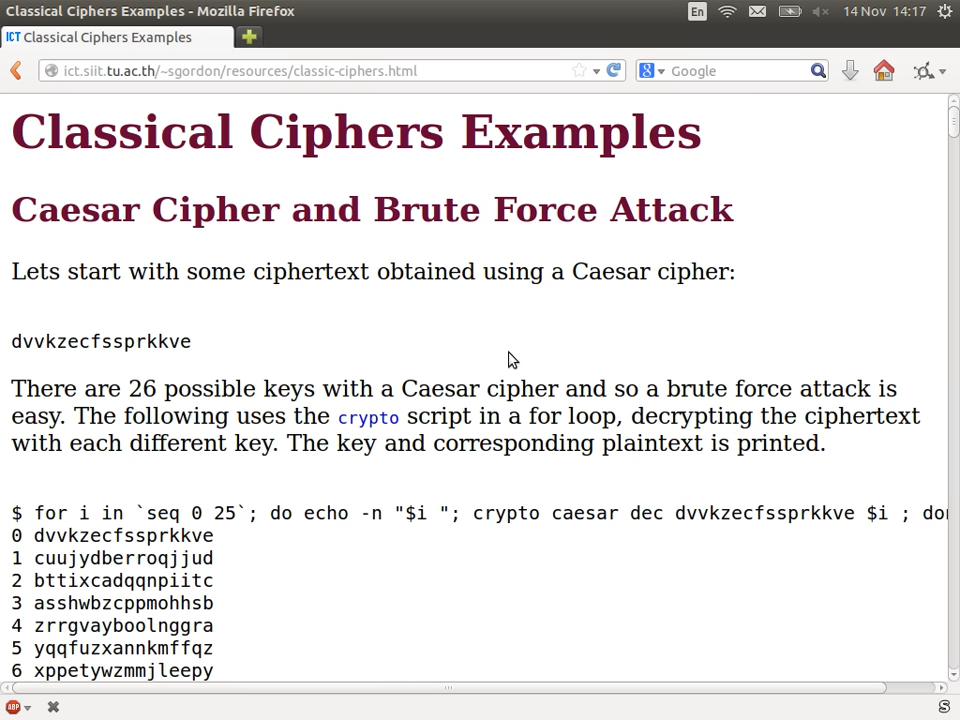 Classical Ciphers Examples - Mozilla Firefox
En
14 Nov 14:17
ICT Classical Ciphers Examples
ict.siit.tu.ac.th/~sgordon/resources/classic-ciphers.html
8 Google
Classical Ciphers Examples
Caesar Cipher and Brute Force Attack
Lets start with some ciphertext obtained using a Caesar cipher:
dvvkzecfssprkkve
There are 26 possible keys with a Caesar cipher and so a brute force attack is
easy. The following uses the crypto script in a for loop, decrypting the ciphertext
with each different key. The key and corresponding plaintext is printed.
$ for i in `seq 0 25`; do echo -n "$i "; crypto caesar dec dvvkzecfssprkkve $i ; don
0 dvvkzecfssprkkve
1 cuujydberroqjjud
2 bttixcadqqnpiitc
3 asshwbzcppmohhsb
4 zrrgvayboolnggra
5 yqqfuzxannkmffqz
6 xppetywzmmjleepy
ABP
S